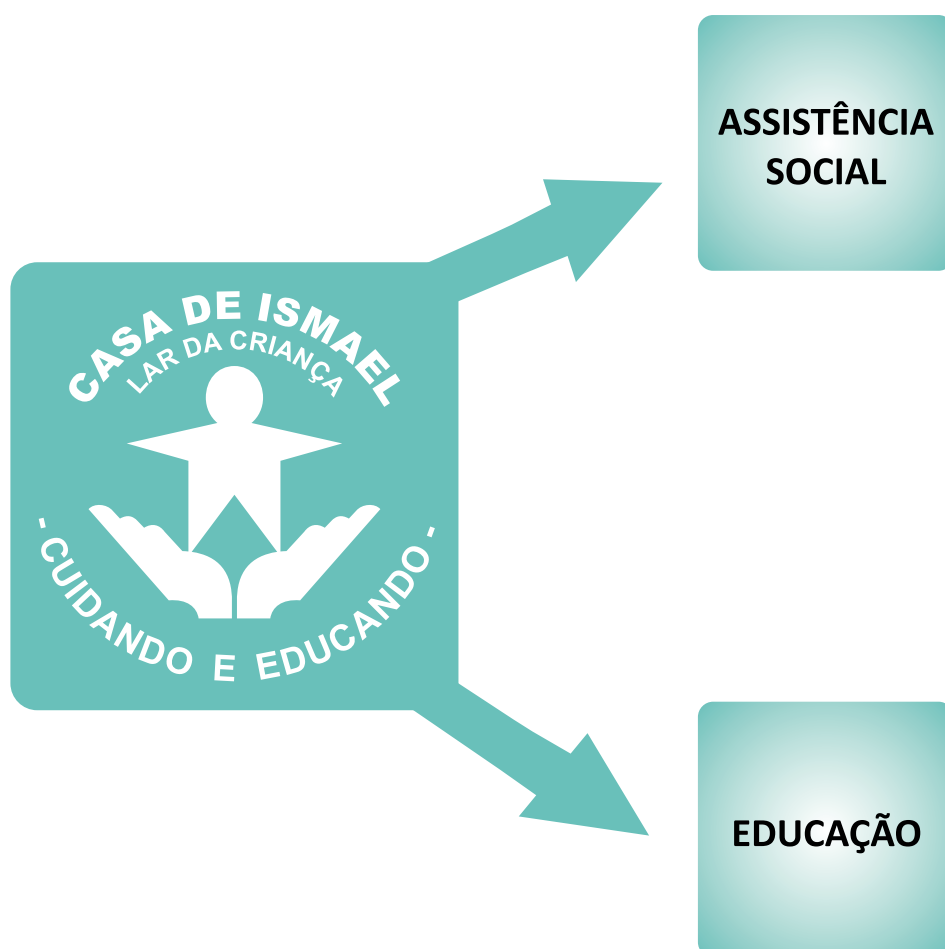 ASSISTÊNCIA
SOCIAL
CASA DE ISMAEL
LAR DA CRIANÇA
- CUIDANDO E EDUCANDO -
EDUCAÇÃO